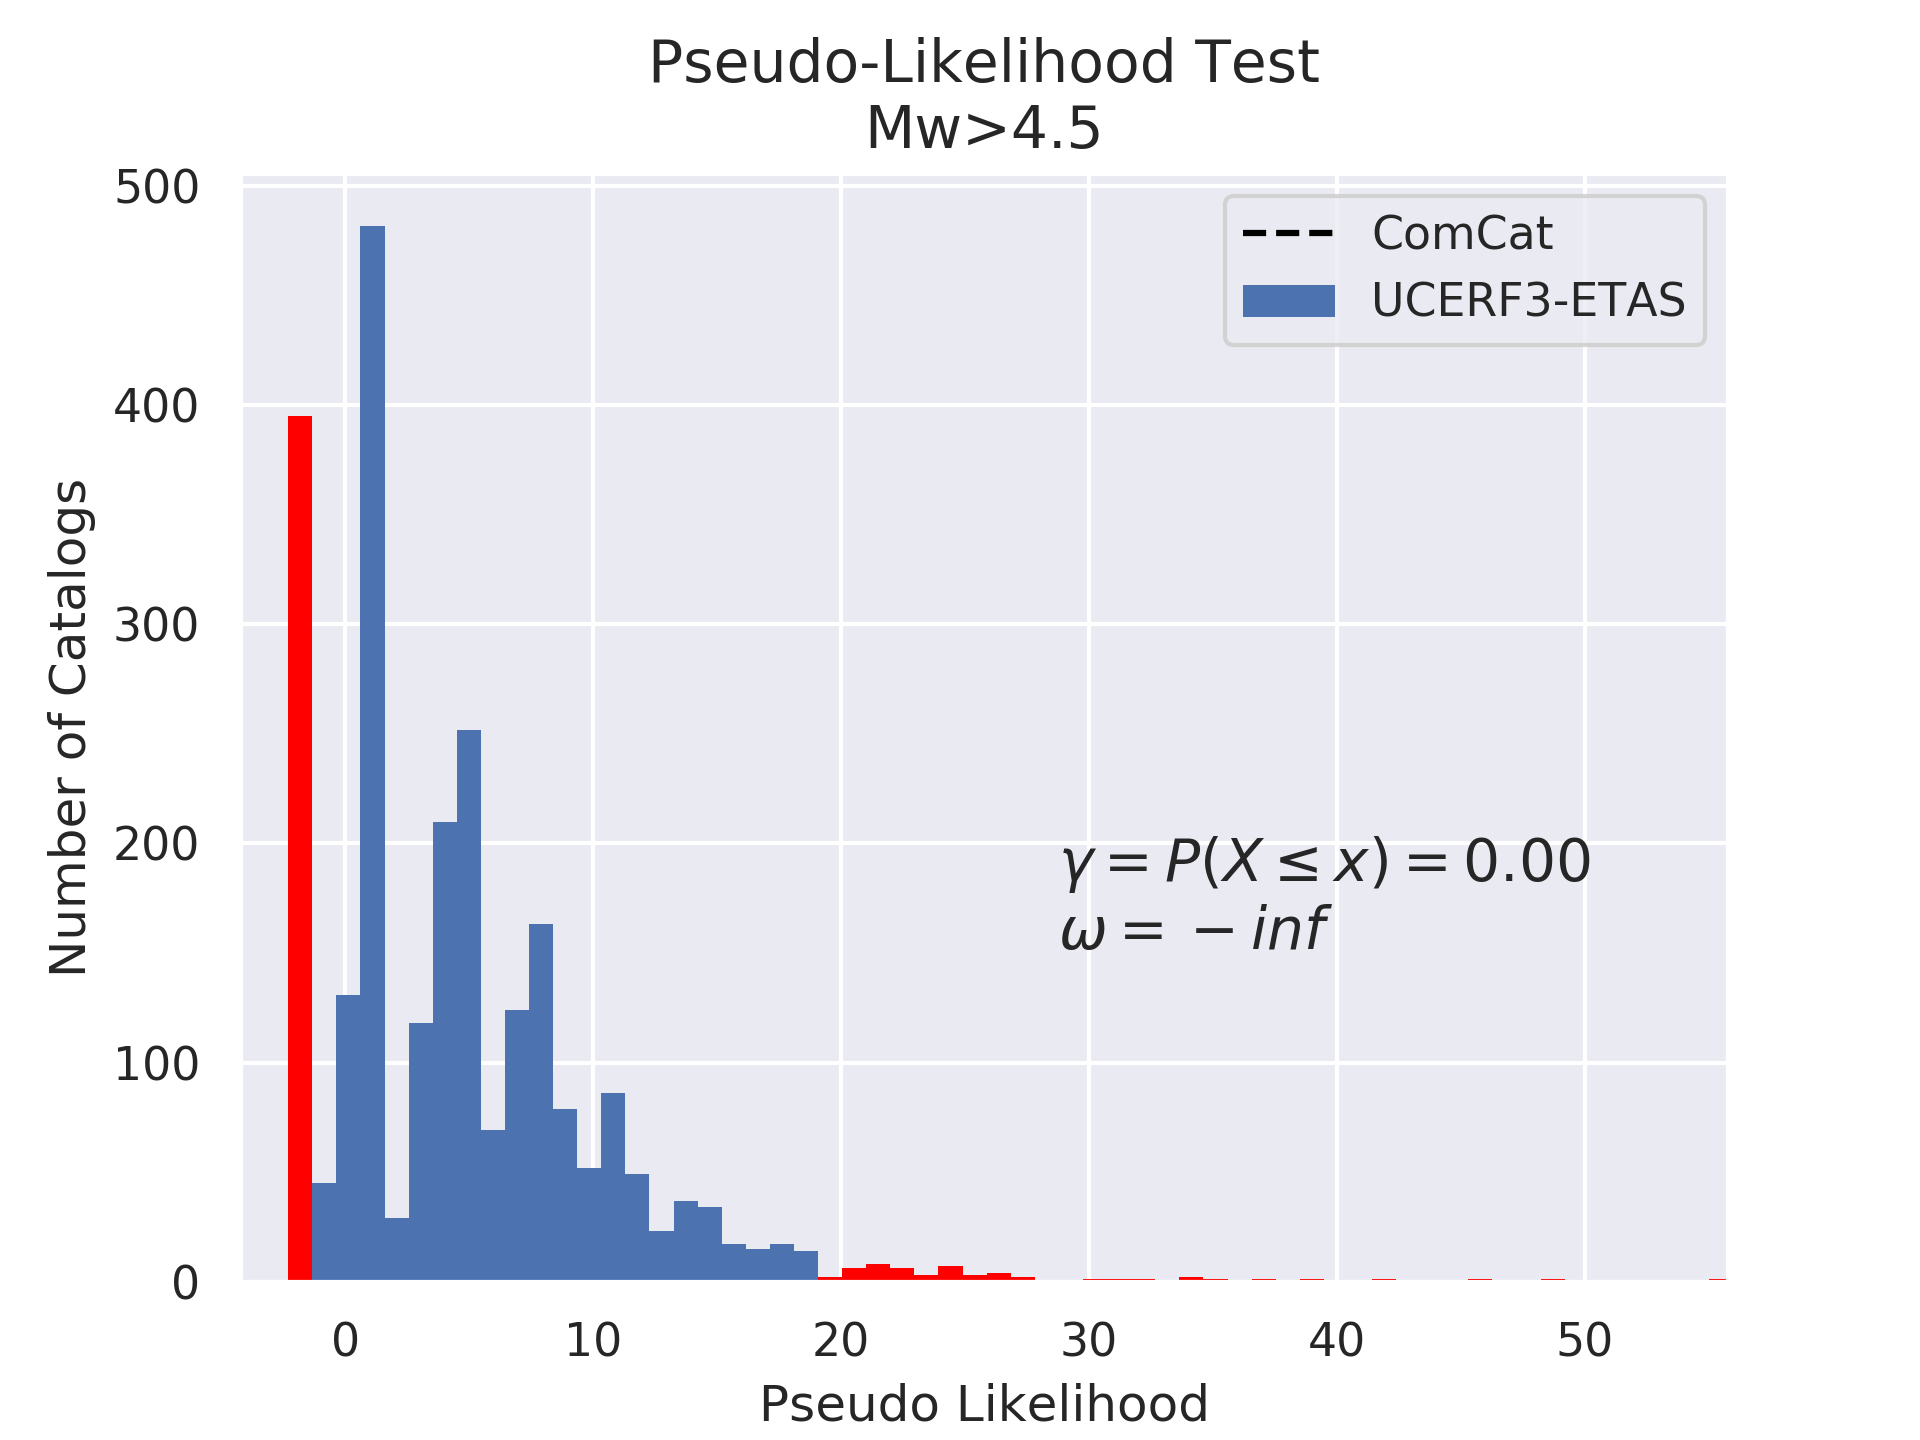 Pseudo-Likelihood Test
Mw>4.5
500
400
300
200
100
0
Number of Catalogs
ComCat
UCERF3-ETAS
γ = P(X ≤ x) = 0.00
ω = − inf
0 10 20 30 40 50
Pseudo Likelihood